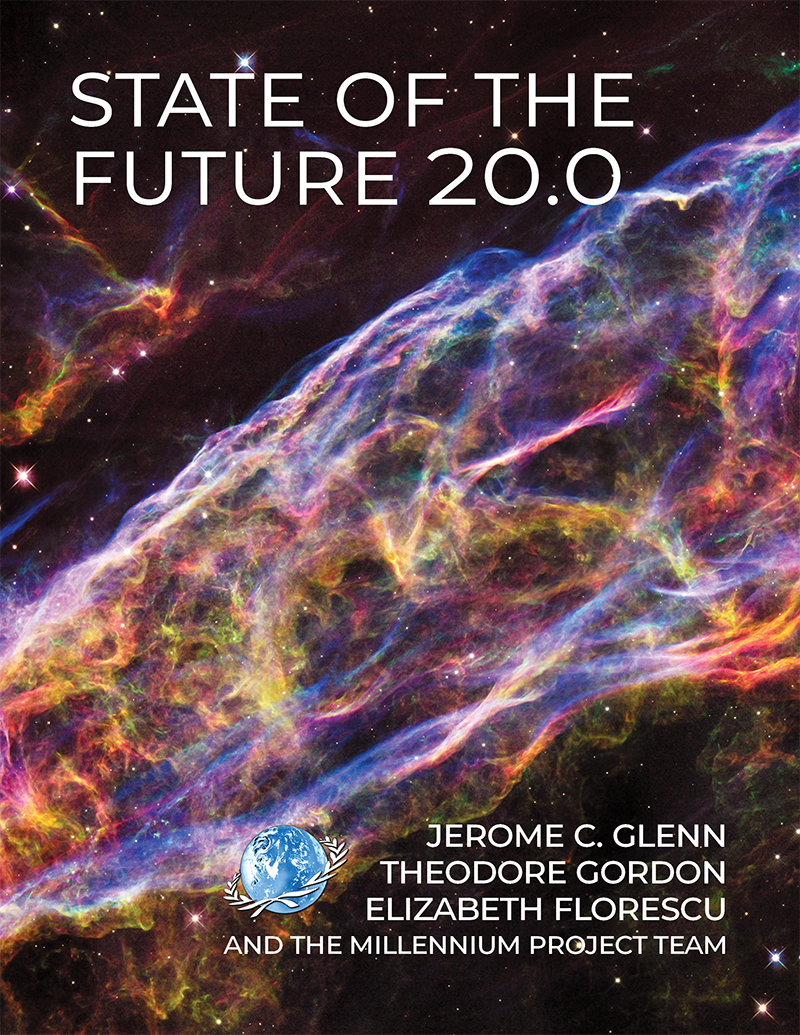 STATE OF THE
FUTURE 20.0
JEROME C. GLENN
THEODORE GORDON
ELIZABETH FLORESCU
AND THE MILLENNIUM PROJECT TEAM